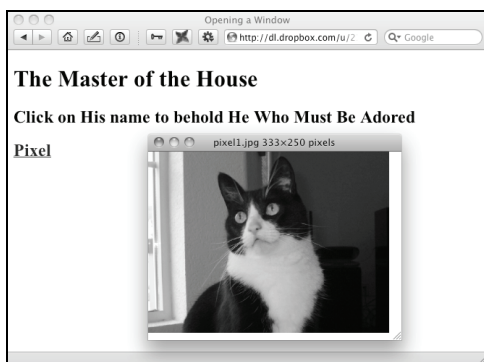 Opening a Window
http://dl.dropbox.com/u/2
Google
The Master of the House
Click on His name to behold He Who Must Be Adored
Pixel
pixel1.jpg 333×250 pixels